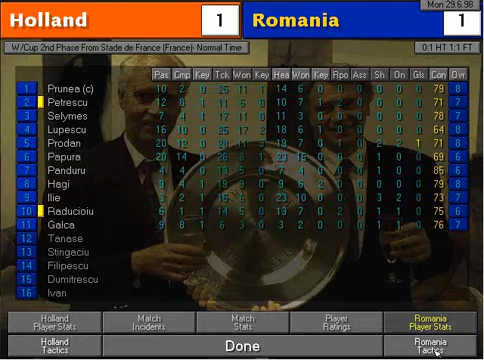 Mon 29.6.98
Holland 1 Romania 1
W/Cup 2nd Phase From Stade de France (France): Normal Time 0:1 HT 1:1 FT
Pas Cmp Key Tck Won Key Hea Won Key Rpo Ass Sh On Gls Con Ovr
1 Prunea (c) 10 2 0 25 11 1 14 6 0 0 0 0 0 0 79 8
2 Petrescu 12 8 1 11 5 0 10 7 0 0 0 0 0 0 71 8
3 Selymes 7 4 1 17 11 0 11 3 0 0 0 0 0 0 78 7
4 Lupescu 16 4 0 25 17 2 18 6 0 0 0 0 0 0 64 8
5 Prodan 20 12 0 28 11 3 19 7 0 1 0 2 2 1 71 8
6 Papura 20 14 0 26 0 1 23 15 0 0 0 1 0 0 69 6
7 Panduru 4 4 0 19 5 0 0 0 0 0 85 6
8 Hagi 9 4 1 19 9 0 9 6 2 0 0 0 0 0 79 8
9 Ilie 3 2 1 15 6 0 23 10 0 0 0 3 2 0 73 7
10 Raducioiu 6 1 1 14 5 0 13 7 0 2 0 1 1 0 75 6
11 Galca 9 8 1 6 3 0 3 2 0 0 0 1 1 0 76 7
12 Tanase
13 Stingaciu
14 Filipescu
15 Dumitrescu
16 Ivan
Holland Player Stats
Match Incidents
Match Stats
Player Ratings
Romania Player Stats
Holland Tactics
Done
Romania Tactics